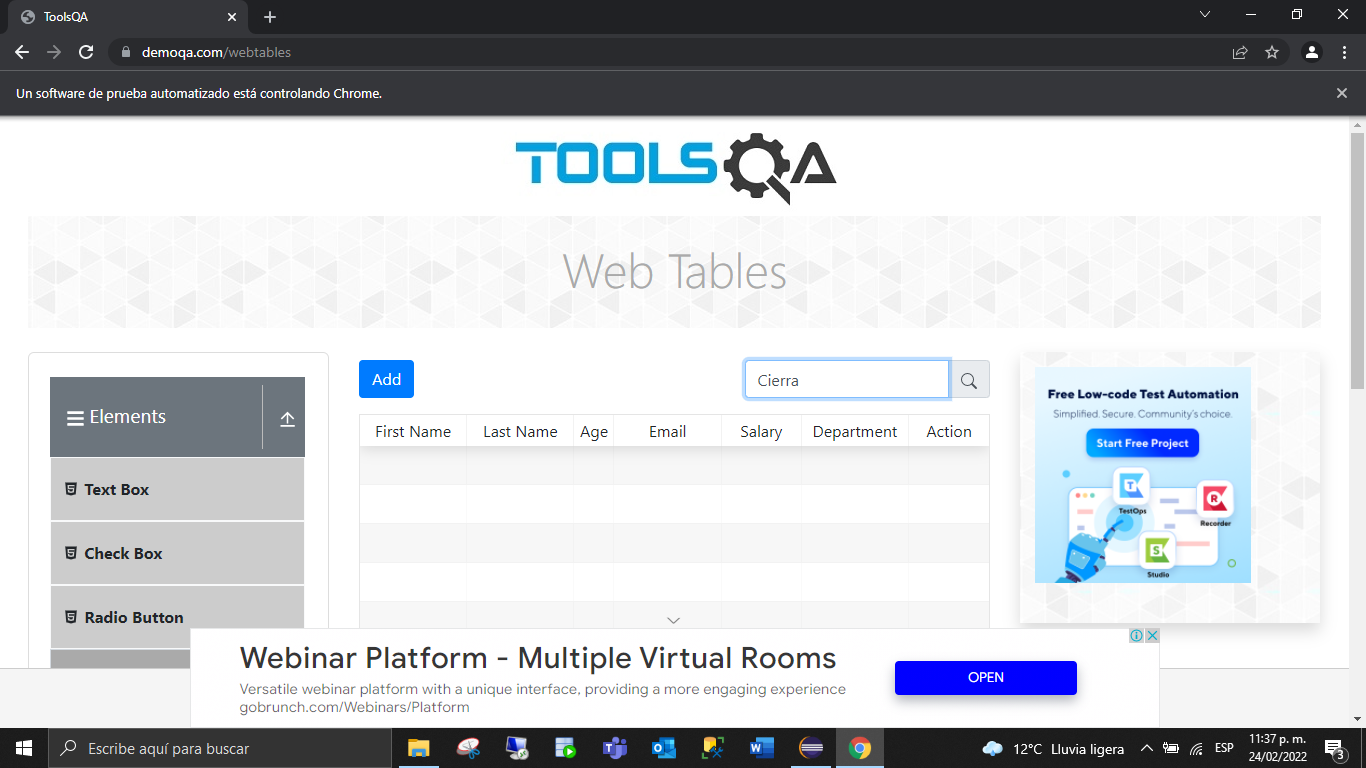 ToolsQA
demoqa.com/webtables
Un software de prueba automatizado está controlando Chrome.
TOOLSQA
Web Tables
Elements
Text Box
Check Box
Radio Button
Add
Cierra
First Name Last Name Age Email Salary Department Action
Free Low-code Test Automation
Simplified. Secure. Community's choice.
Start Free Project
TestOps
Recorder
Studio
Webinar Platform - Multiple Virtual Rooms
Versatile webinar platform with a unique interface, providing a more engaging experience
gobrunch.com/Webinars/Platform
OPEN
Escribe aquí para buscar
12°C Lluvia ligera
ESP
11:37 p. m.
24/02/2022
3